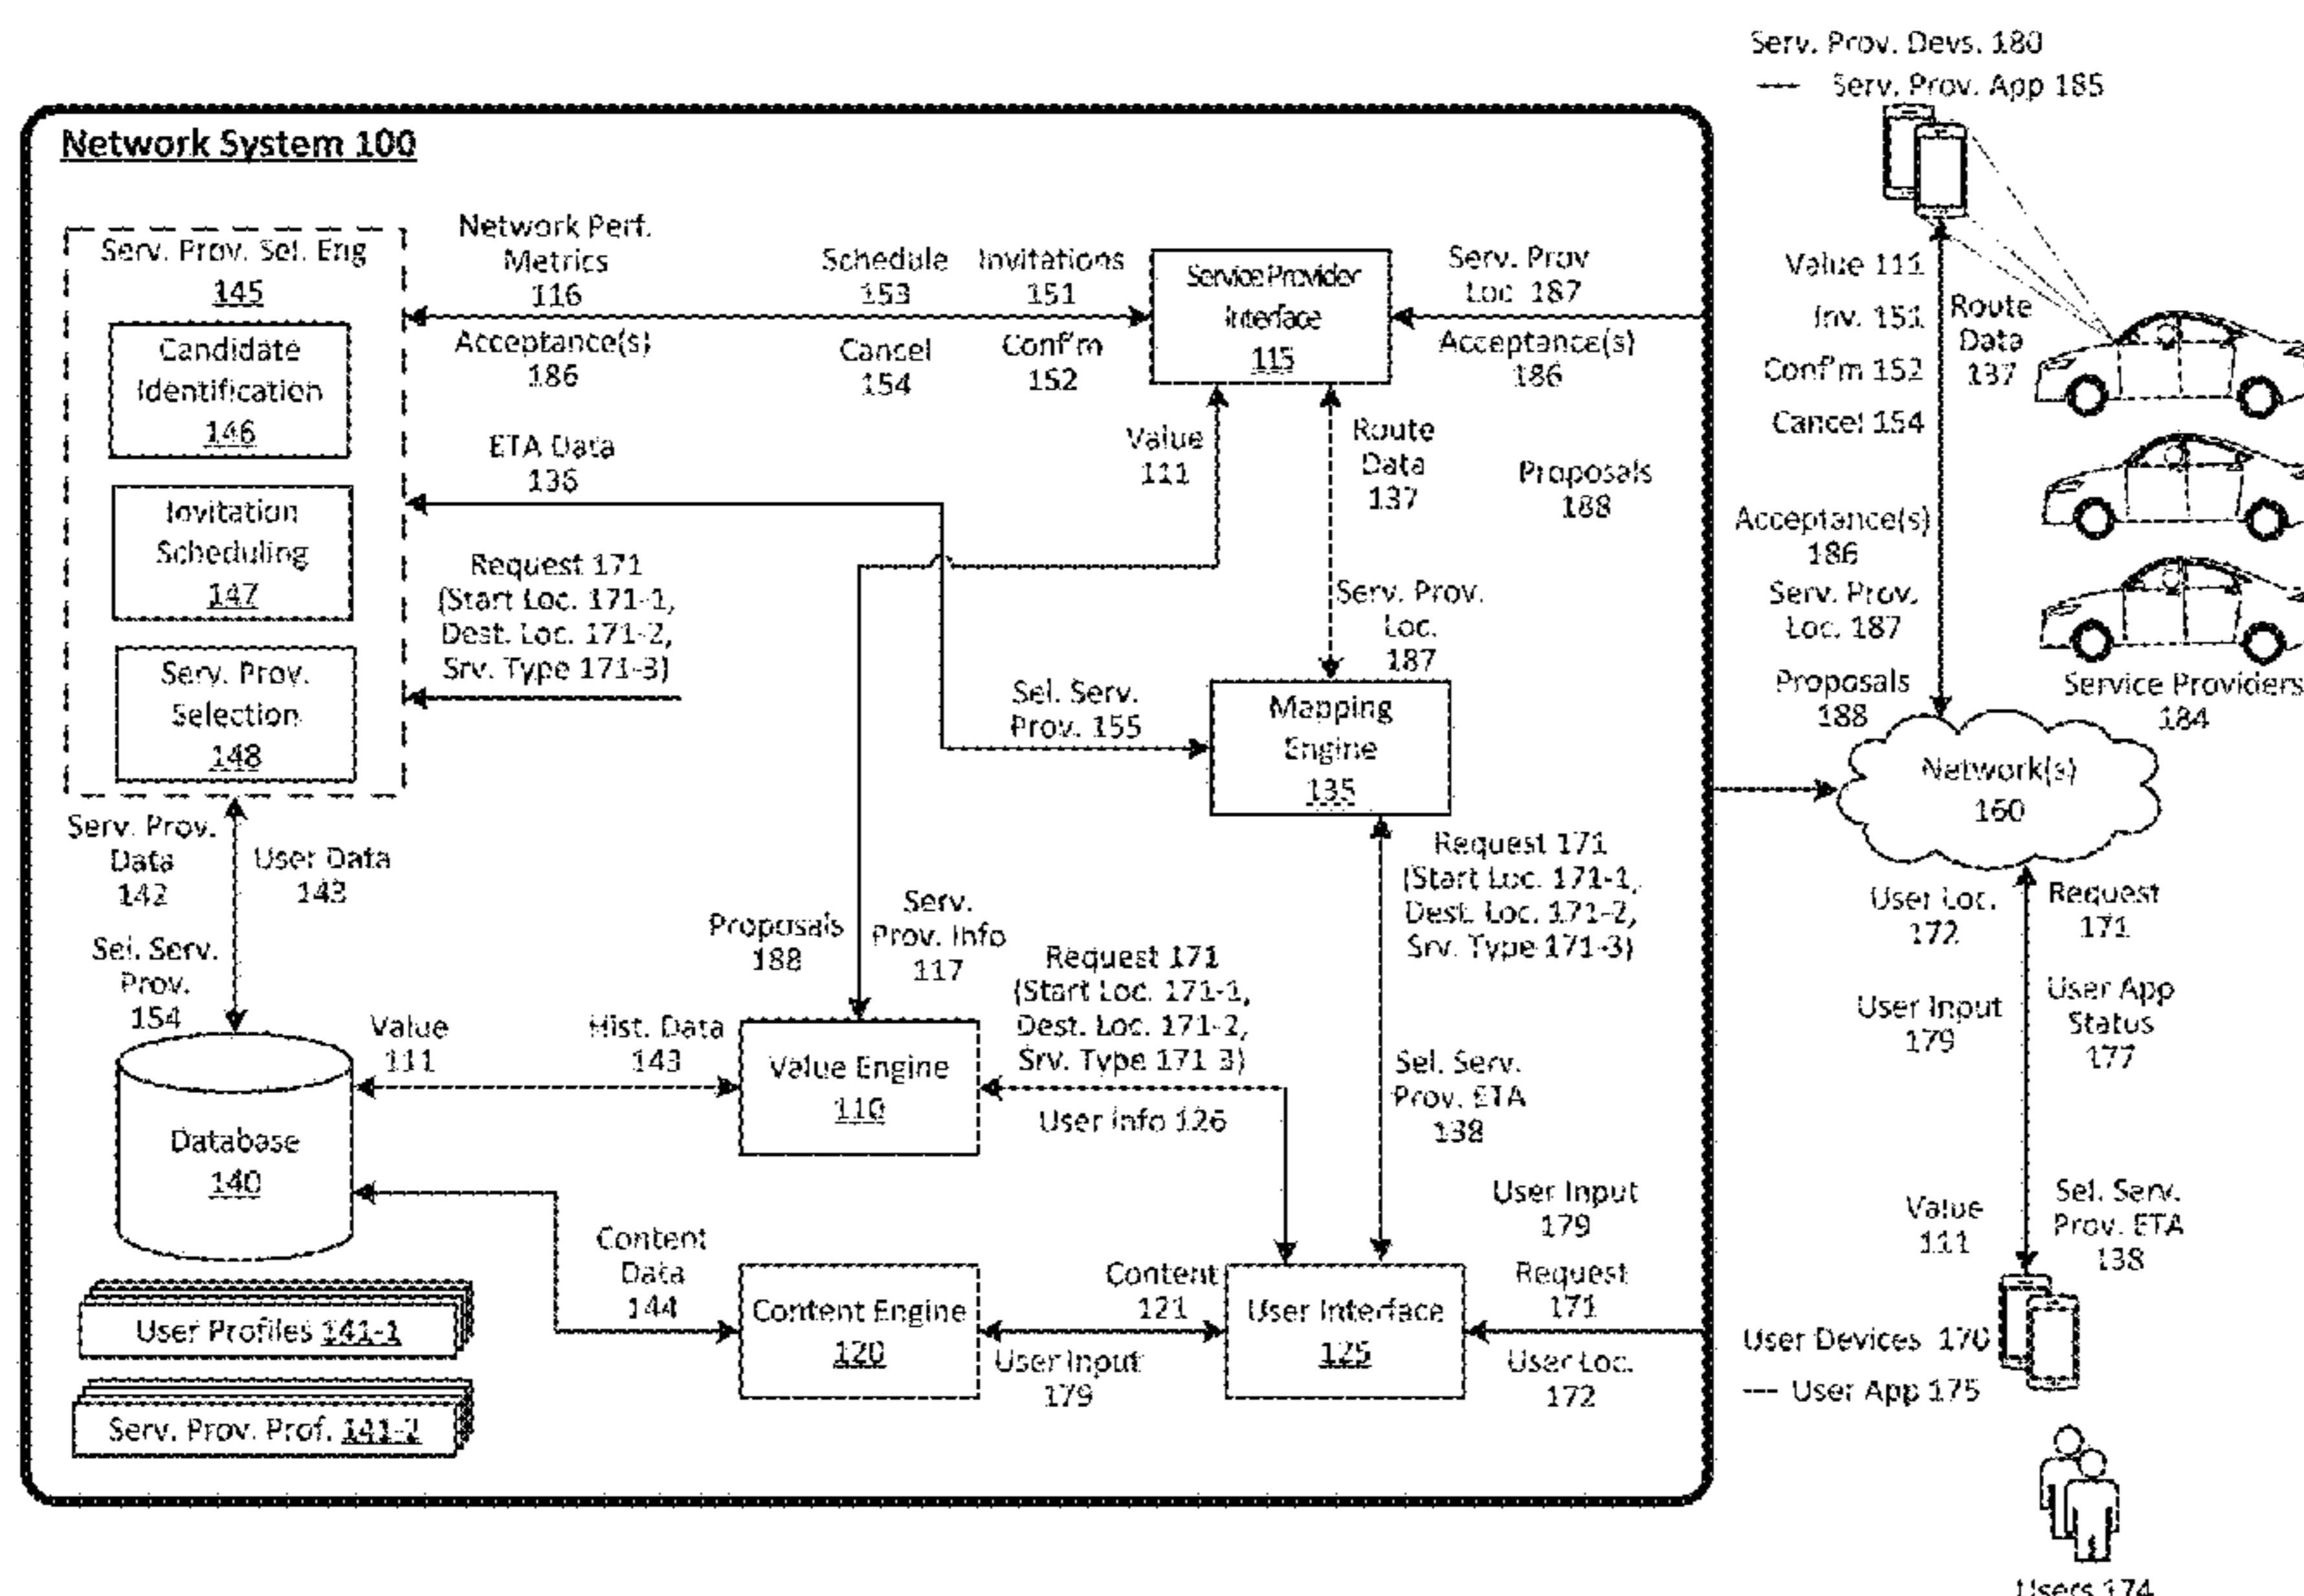 Serv. Prov. Devs. 180
Serv. Prov. App 185
Network System 100
Serv. Prov. Sel. Eng
145
Candidate
Identification
146
Invitation
Scheduling
147
Serv. Prov.
Selection
148
Network Perf.
Metrics
116
Acceptance(s)
186
Schedule
153
Cancel
154
Invitations
151
Conf'm
152
Service Provider
Interface
115
Serv. Prov
Loc. 187
Acceptance(s)
186
Proposals
188
ETA Data
136
Value
111
Route
Data
137
Serv. Prov.
Loc.
187
Request 171
(Start Loc. 171-1,
Dest. Loc. 171-2,
Srv. Type 171-3)
Sel. Serv.
Prov. 155
Mapping
Engine
135
Serv. Prov.
Data
142
User Data
143
Sel. Serv.
Prov.
154
Proposals
188
Serv.
Prov. Info
117
Request 171
(Start Loc. 171-1,
Dest. Loc. 171-2,
Srv. Type 171-3)
Request 171
(Start Loc. 171-1,
Dest. Loc. 171-2,
Srv. Type 171-3)
Value
111
Hist. Data
143
Value Engine
110
User Info 126
Sel. Serv.
Prov. ETA
138
Database
140
Content
Data
144
Content Engine
120
Content
121
User Input
179
User Interface
125
User Input
179
Request
171
User Loc.
172
User Profiles 141-1
Serv. Prov. Prof. 141-2
Value 111
Inv. 151
Conf'm 152
Cancel 154
Route
Data
137
Acceptance(s)
186
Serv. Prov.
Loc. 187
Proposals
188
Service Providers
184
Network(s)
160
User Loc.
172
Request
171
User Input
179
User App
Status
177
Value
111
Sel. Serv.
Prov. ETA
138
User Devices 170
User App 175
Users 174